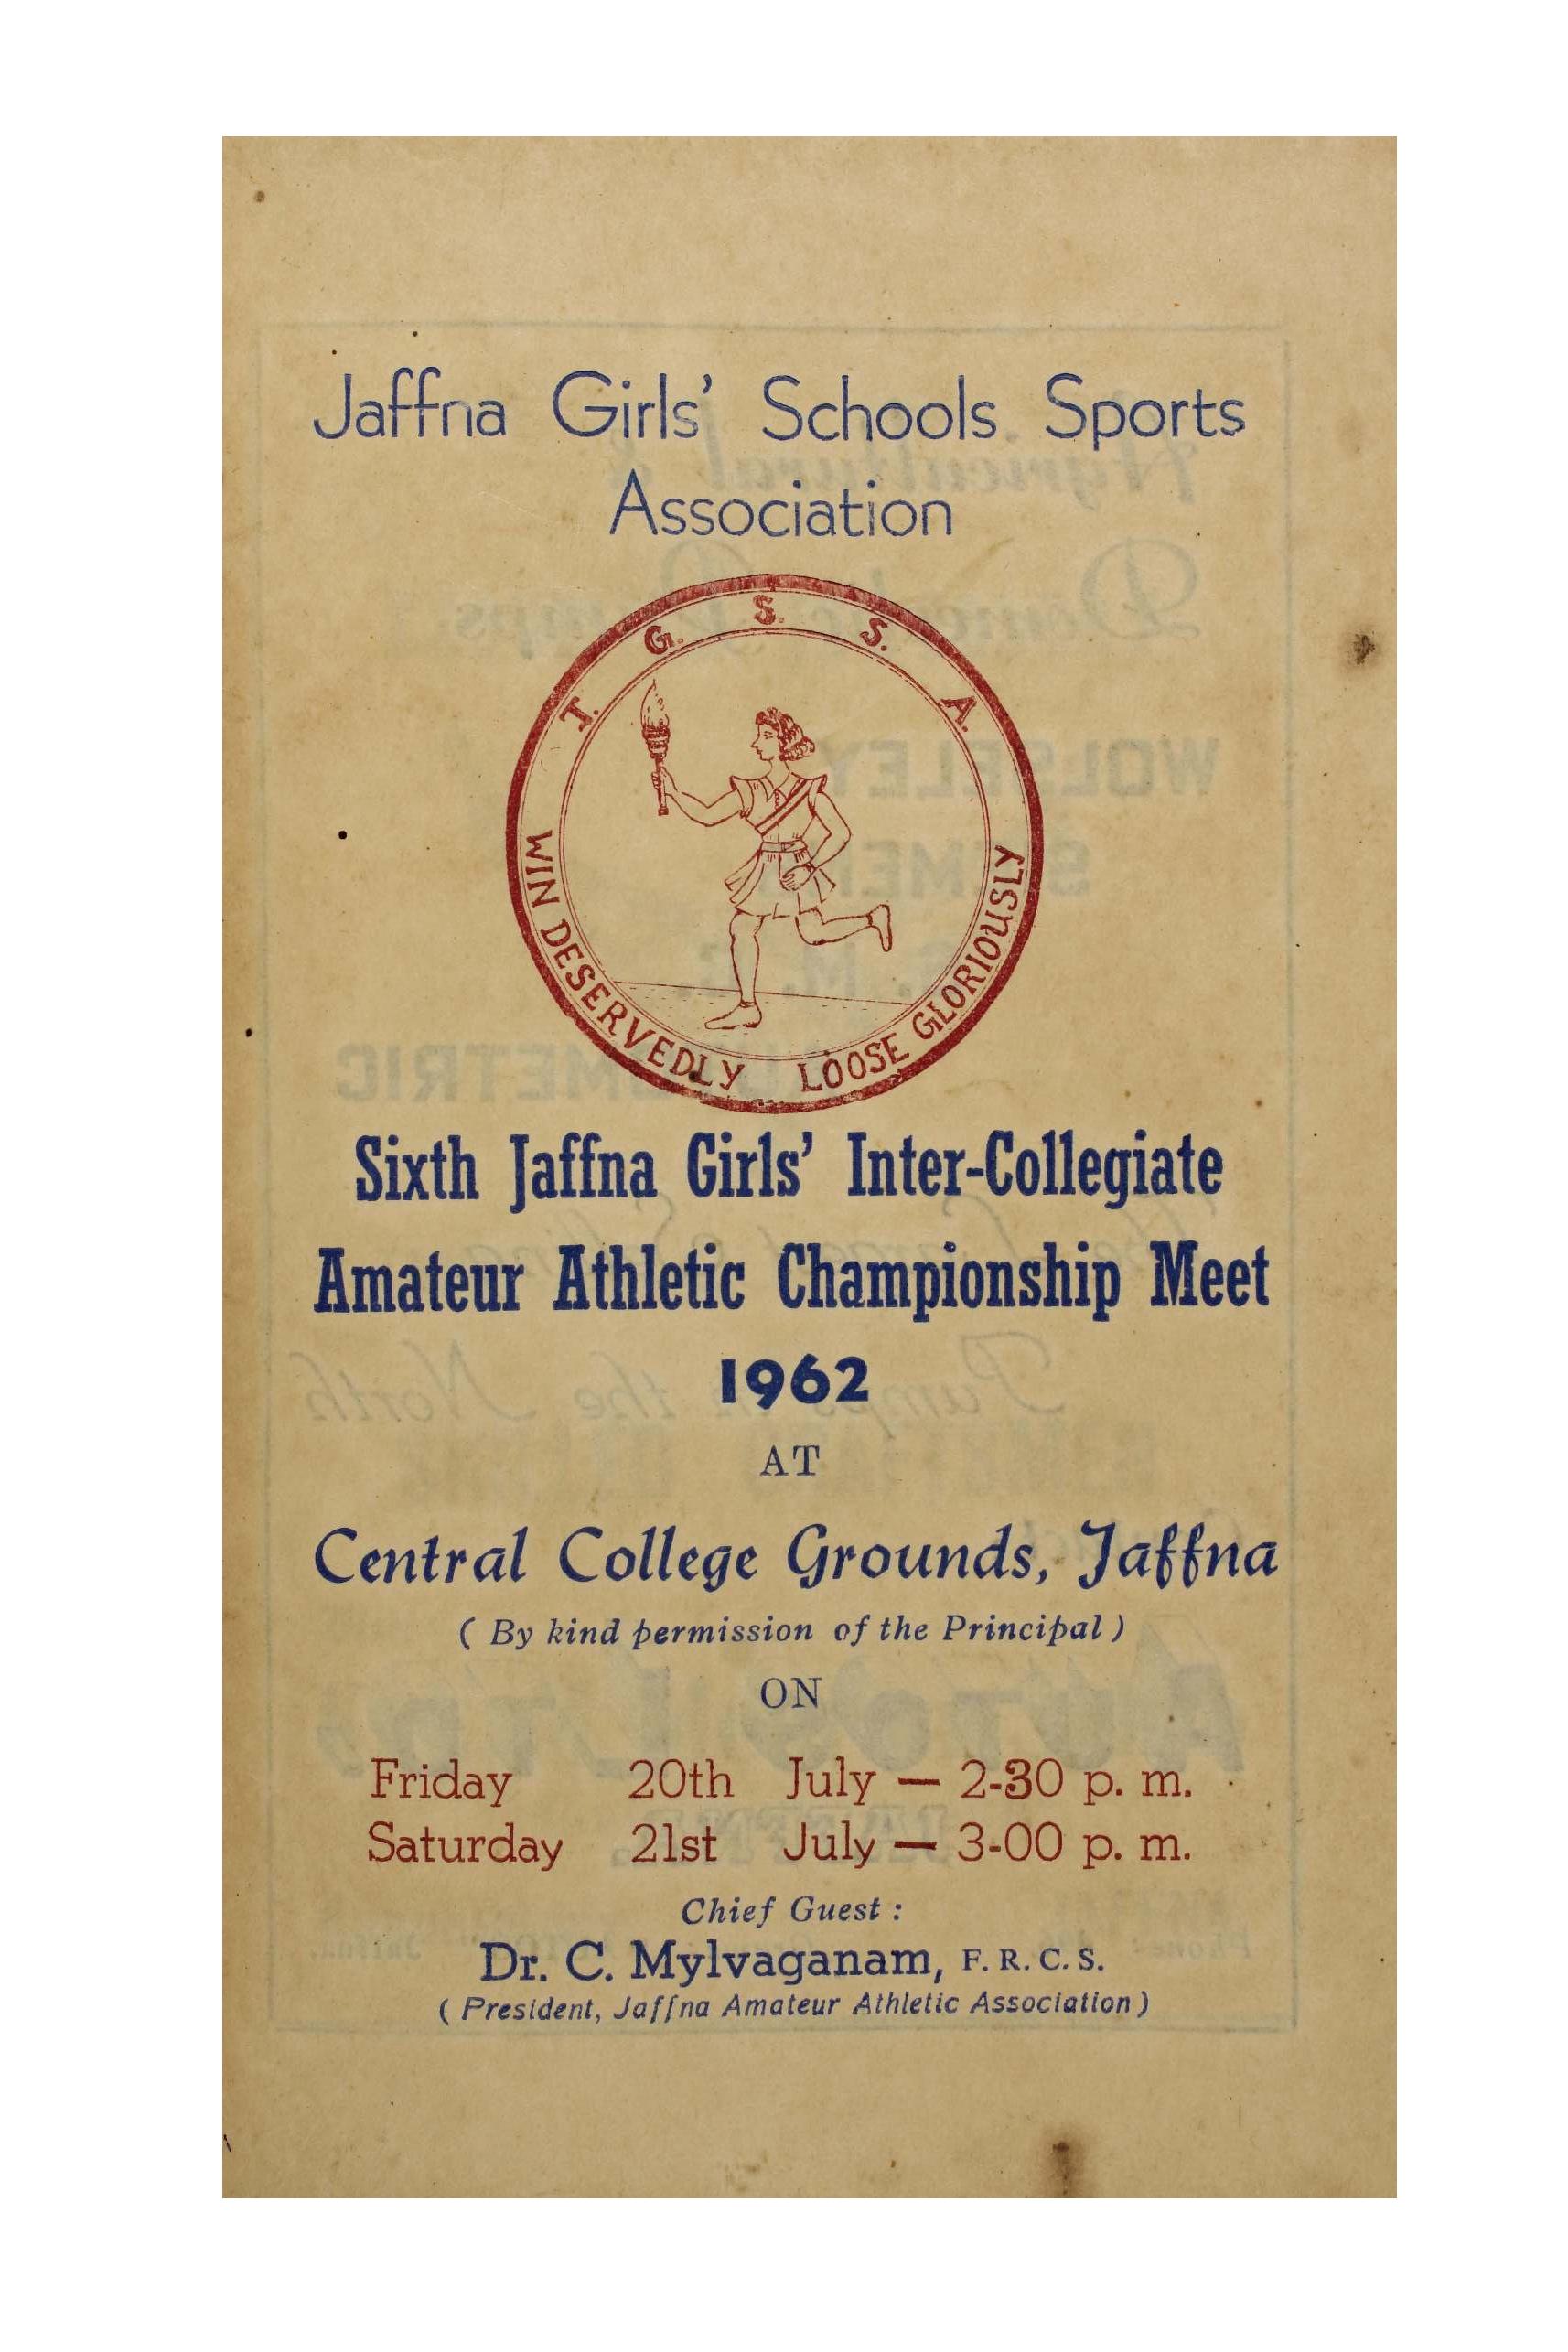 Jaffna Girls' Schools Sports
Association
J. G. S. S. A.
WIN DESERVEDLY LOOSE GLORIOUSLY
Sixth Jaffna Girls' Inter-Collegiate
Amateur Athletic Championship Meet
1962
AT
Central College Grounds, Jaffna
( By kind permission of the Principal )
ON
Friday 20th July — 2-30 p. m.
Saturday 21st July — 3-00 p. m.
Chief Guest :
Dr. C. Mylvaganam, F. R. C. S.
( President, Jaffna Amateur Athletic Association )